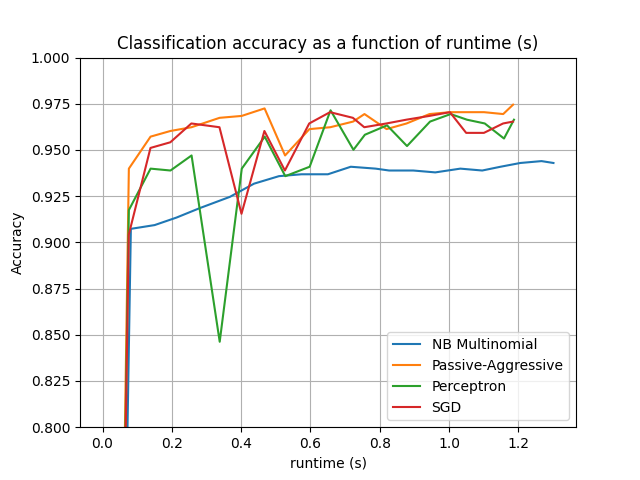 Classification accuracy as a function of runtime (s)
1.000
0.975
0.950
0.925
0.900
0.875
0.850
0.825
0.800
Accuracy
0.0 0.2 0.4 0.6 0.8 1.0 1.2
runtime (s)
NB Multinomial
Passive-Aggressive
Perceptron
SGD